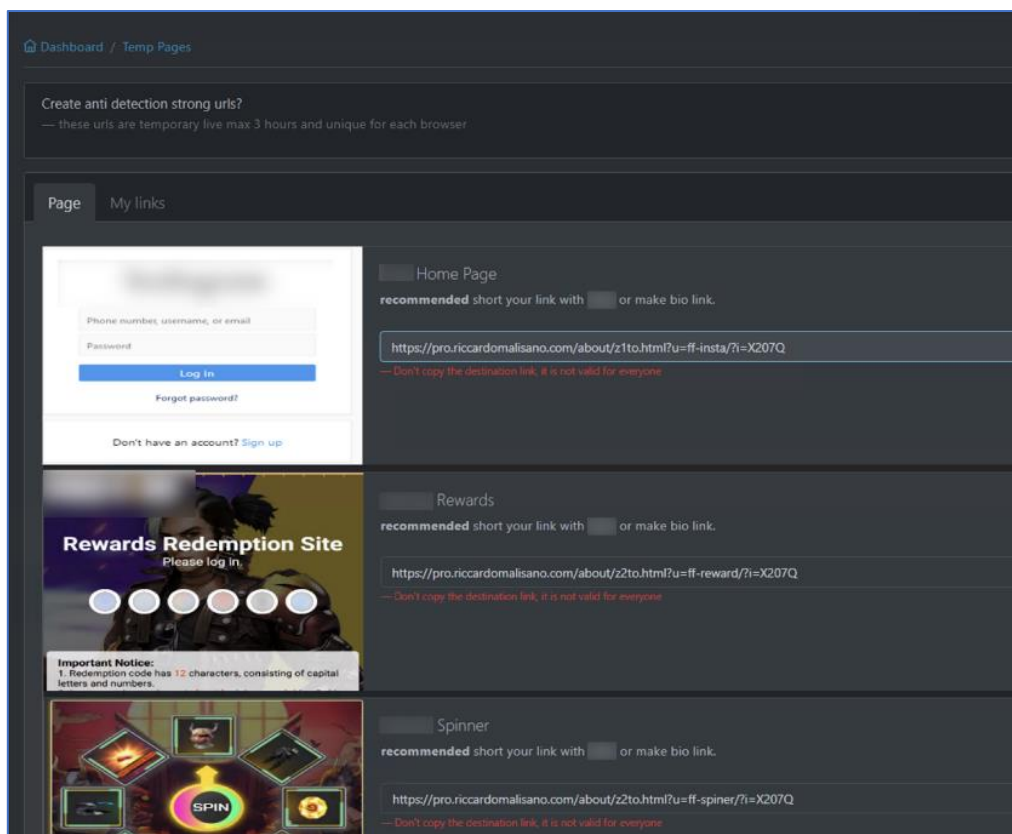 Dashboard / Temp Pages
Create anti detection strong urls?
— these urls are temporary live max 3 hours and unique for each browser
Page My links
Phone number, username, or email
Password
Log in
Forgot password?
Don't have an account? Sign up
Home Page
recommended short your link with or make bio link.
https://pro.riccardomalisano.com/about/z1to.html?u=ff-insta/?i=X207Q
— Don't copy the destination link, it is not valid for everyone
Rewards Redemption Site
Please log in.
Important Notice:
1. Redemption code has 12 characters, consisting of capital
letters and numbers.
Rewards
recommended short your link with or make bio link.
https://pro.riccardomalisano.com/about/z2to.html?u=ff-reward/?i=X207Q
— Don't copy the destination link, it is not valid for everyone
SPIN
Spinner
recommended short your link with or make bio link.
https://pro.riccardomalisano.com/about/z2to.html?u=ff-spiner/?i=X207Q
— Don't copy the destination link, it is not valid for everyone